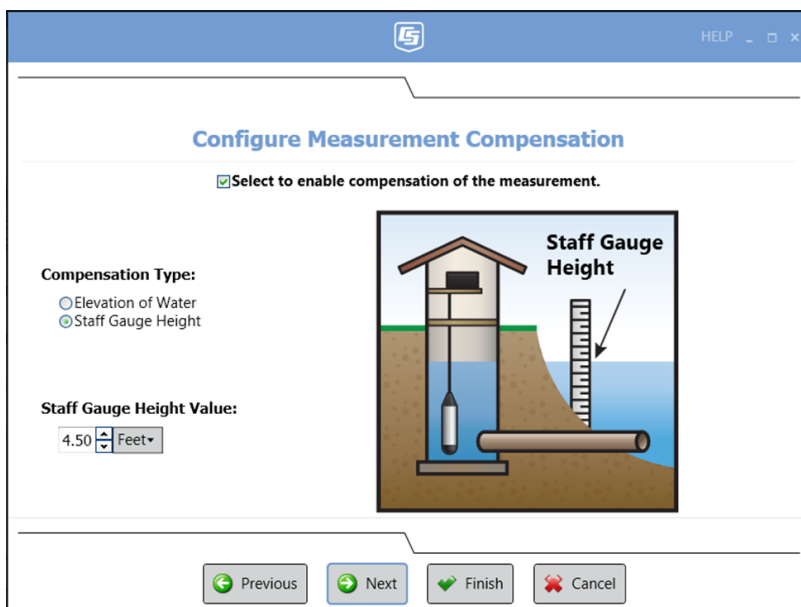 HELP
Configure Measurement Compensation
Select to enable compensation of the measurement.
Staff Gauge
Height
Compensation Type:
Elevation of Water
Staff Gauge Height
Staff Gauge Height Value:
4.50 Feet
Previous Next Finish Cancel